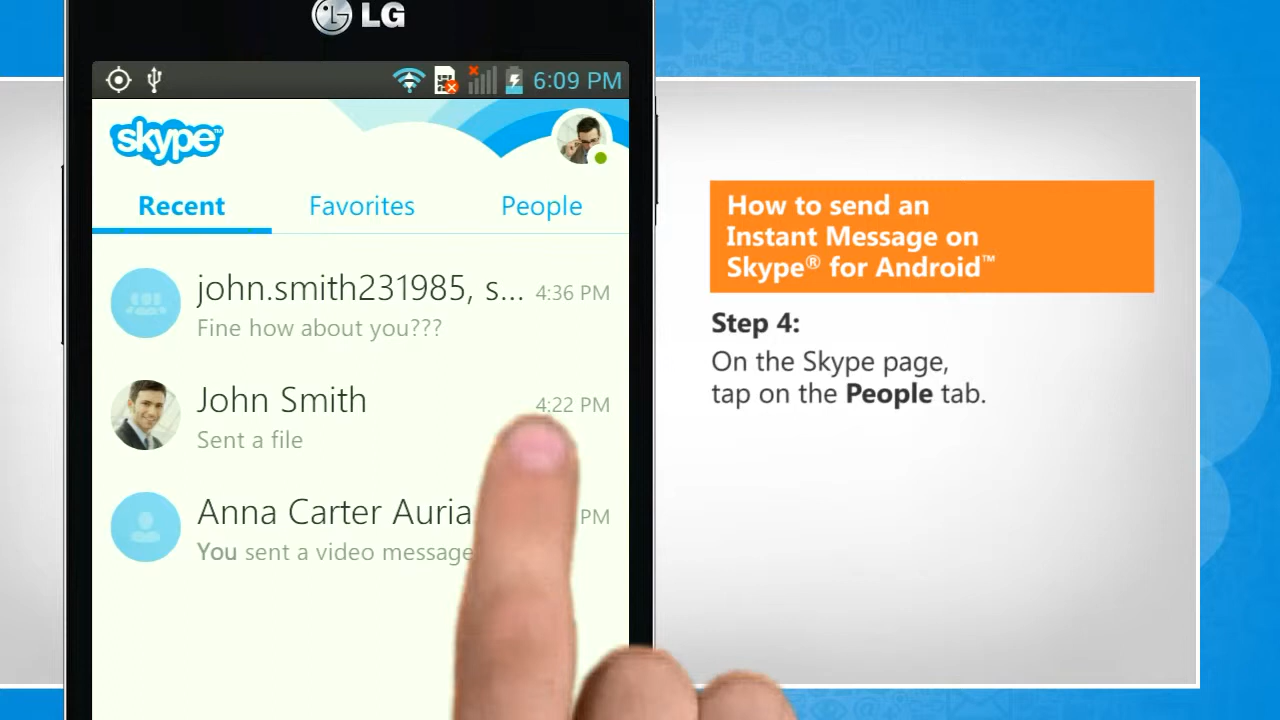 LG
6:09 PM
skype™
Recent
Favorites
People
john.smith231985, s...
4:36 PM
Fine how about you???
John Smith
4:22 PM
Sent a file
Anna Carter Auria
PM
You sent a video message
How to send an
Instant Message on
Skype® for Android™
Step 4:
On the Skype page,
tap on the People tab.